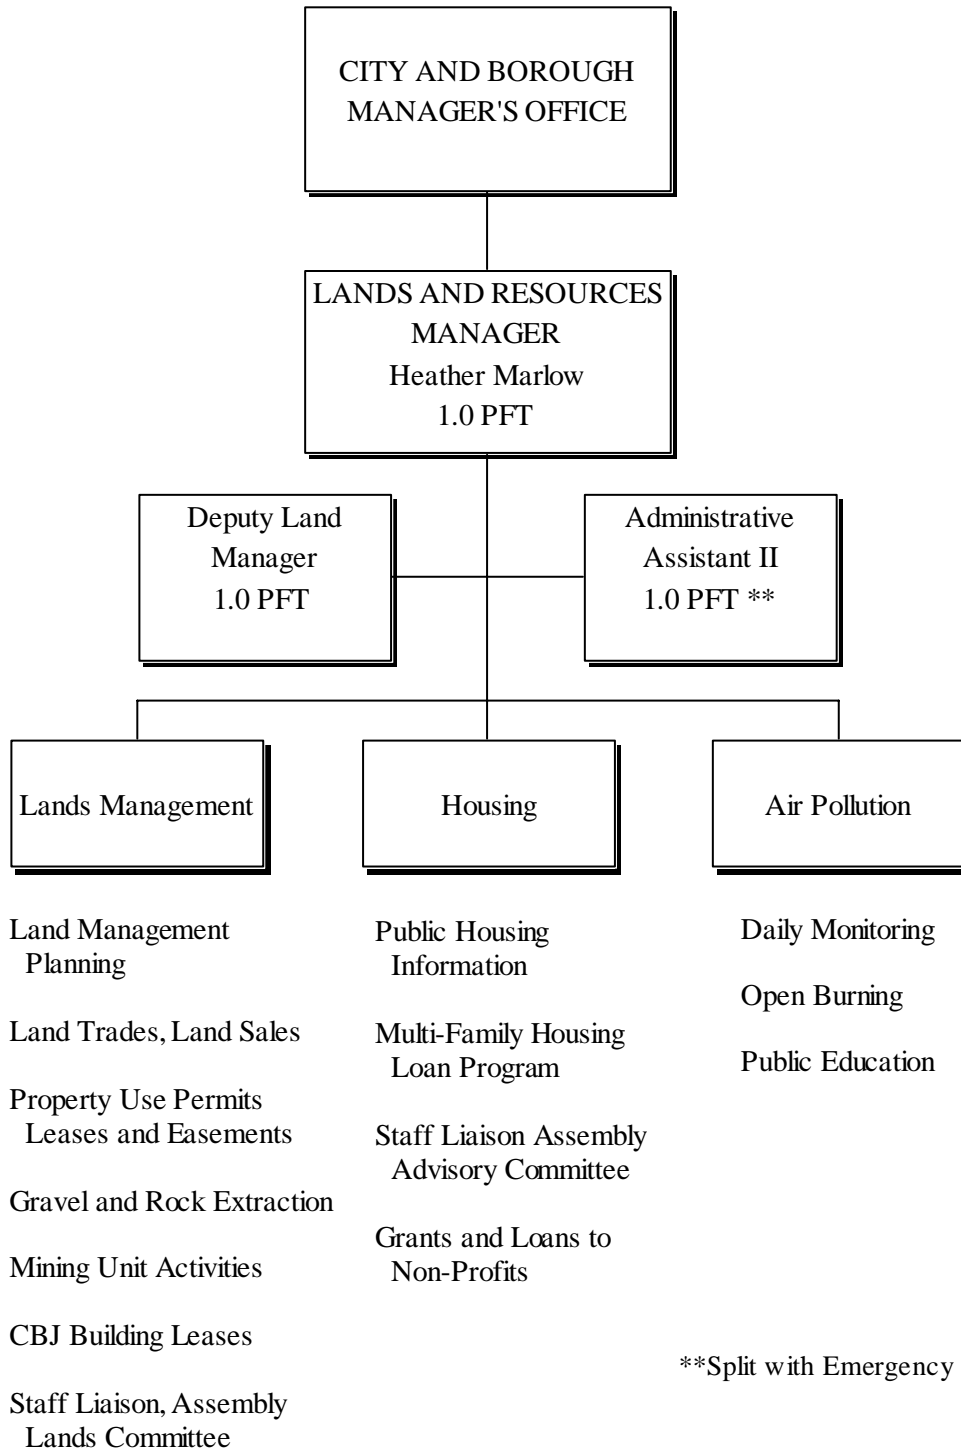 CITY AND BOROUGH
MANAGER'S OFFICE
LANDS AND RESOURCES
MANAGER
Heather Marlow
1.0 PFT
Deputy Land
Manager
1.0 PFT
Administrative
Assistant II
1.0 PFT **
Lands Management
Housing
Air Pollution
Land Management
Planning
Land Trades, Land Sales
Property Use Permits
Leases and Easements
Gravel and Rock Extraction
Mining Unit Activities
CBJ Building Leases
Staff Liaison, Assembly
Lands Committee
Public Housing
Information
Multi-Family Housing
Loan Program
Staff Liaison Assembly
Advisory Committee
Grants and Loans to
Non-Profits
Daily Monitoring
Open Burning
Public Education
**Split with Emergency